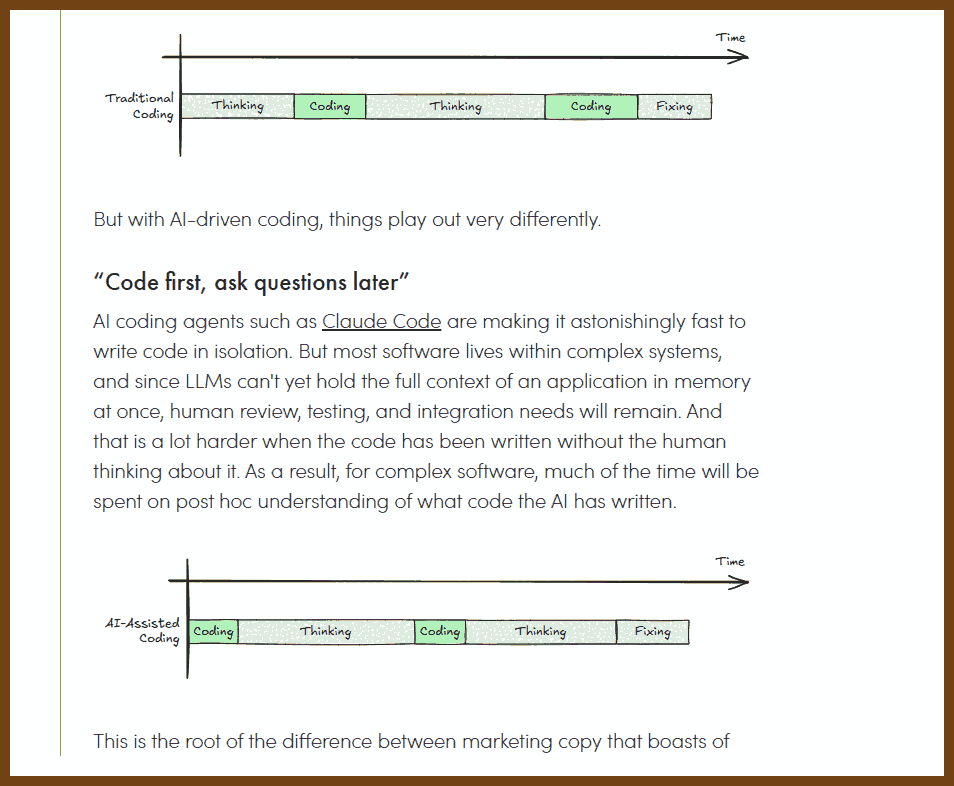 Time
Traditional
Coding
Thinking Coding Thinking Coding Fixing
But with AI-driven coding, things play out very differently.
“Code first, ask questions later”
AI coding agents such as Claude Code are making it astonishingly fast to
write code in isolation. But most software lives within complex systems,
and since LLMs can't yet hold the full context of an application in memory
at once, human review, testing, and integration needs will remain. And
that is a lot harder when the code has been written without the human
thinking about it. As a result, for complex software, much of the time will be
spent on post hoc understanding of what code the AI has written.
Time
AI-Assisted
Coding
Coding Thinking Coding Thinking Fixing
This is the root of the difference between marketing copy that boasts of